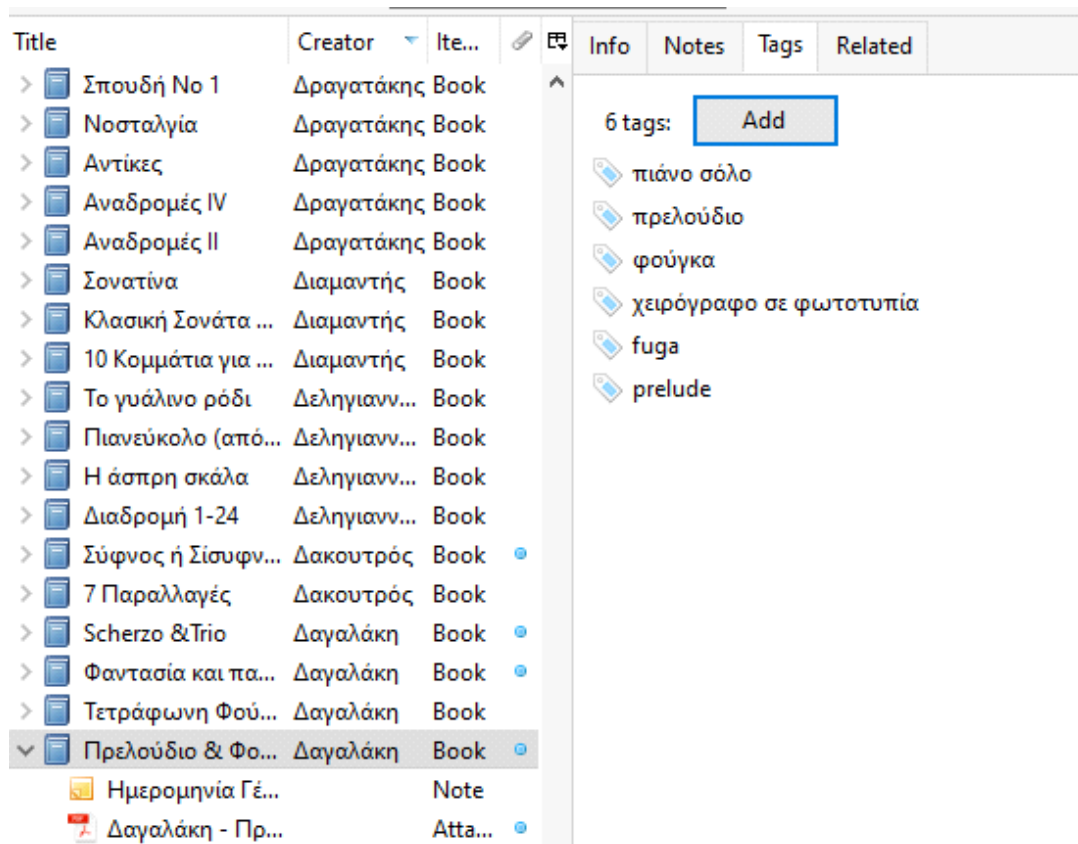 Title Creator Ite...
Σπουδή Νο 1 Δραγατάκης Book
Νοσταλγία Δραγατάκης Book
Αντίκες Δραγατάκης Book
Αναδρομές IV Δραγατάκης Book
Αναδρομές II Δραγατάκης Book
Σονατίνα Διαμαντής Book
Κλασική Σονάτα ... Διαμαντής Book
10 Κομμάτια για ... Διαμαντής Book
Το γυάλινο ρόδι Δεληγιανν... Book
Πιανεύκολο (από... Δεληγιανν... Book
Η άσπρη σκάλα Δεληγιανν... Book
Διαδρομή 1-24 Δεληγιανν... Book
Σύφνος ή Σίσυφν... Δακουτρός Book
7 Παραλλαγές Δακουτρός Book
Scherzo &Trio Δαγαλάκη Book
Φαντασία και πα... Δαγαλάκη Book
Τετράφωνη Φού... Δαγαλάκη Book
Πρελούδιο & Φο... Δαγαλάκη Book
Ημερομηνία Γέ... Note
Δαγαλάκη - Πρ... Atta...
Info Notes Tags Related
6 tags: Add
πιάνο σόλο
πρελούδιο
φούγκα
χειρόγραφο σε φωτοτυπία
fuga
prelude